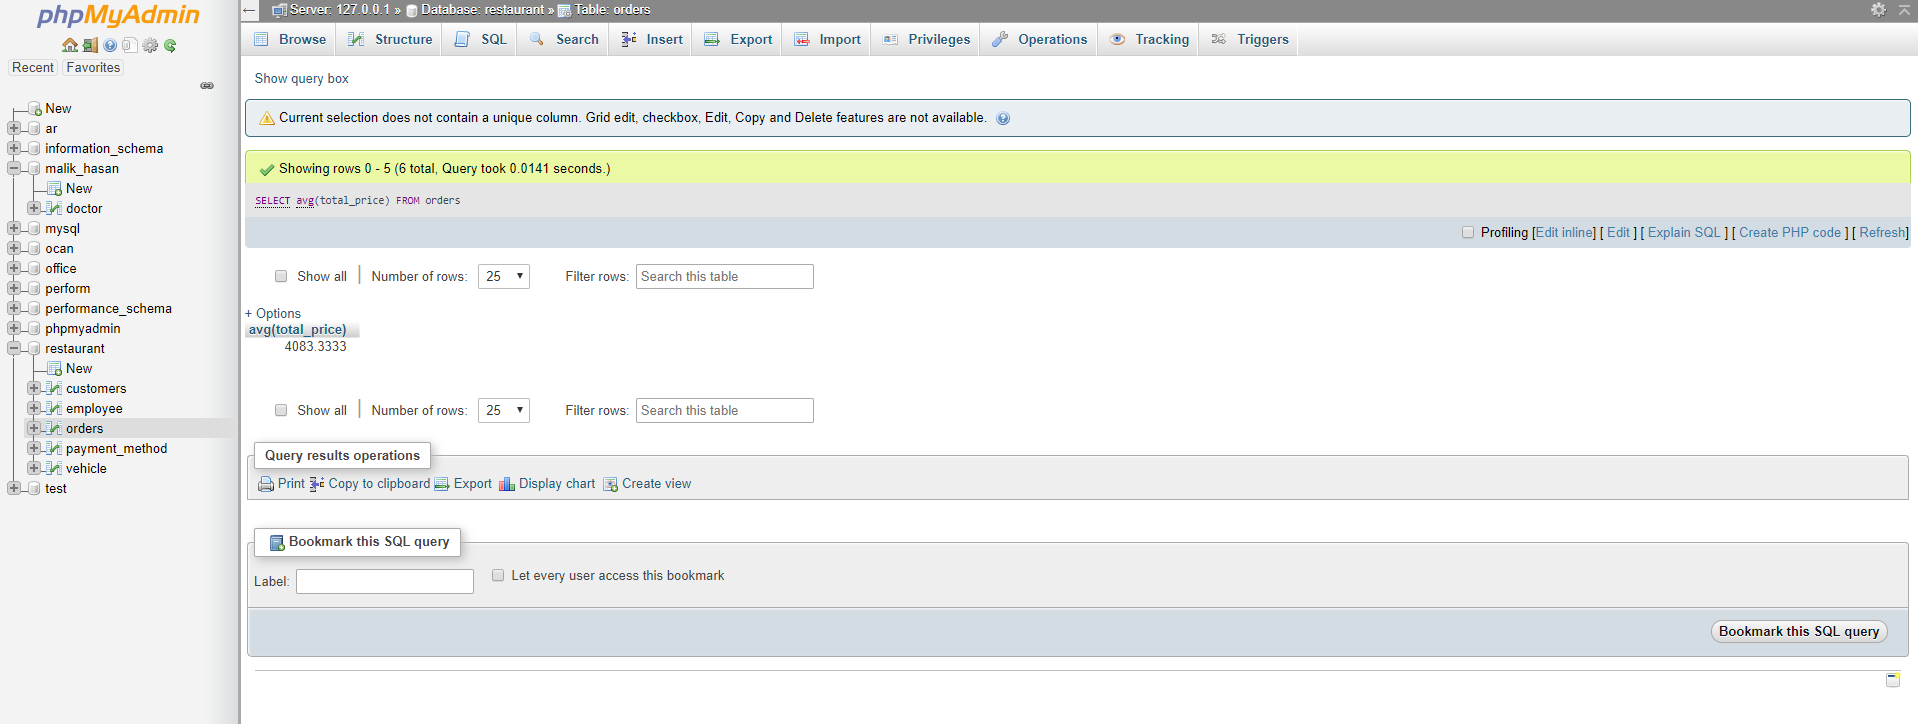 phpMyAdmin
Recent Favorites
New
ar
information_schema
malik_hasan
New
doctor
mysql
ocan
office
perform
performance_schema
phpmyadmin
restaurant
New
customers
employee
orders
payment_method
vehicle
test
← Server: 127.0.0.1 » Database: restaurant » Table: orders
Browse Structure SQL Search Insert Export Import Privileges Operations Tracking Triggers
Show query box
Current selection does not contain a unique column. Grid edit, checkbox, Edit, Copy and Delete features are not available.
Showing rows 0 - 5 (6 total, Query took 0.0141 seconds.)
SELECT avg(total_price) FROM orders
Profiling [Edit inline] [ Edit ] [ Explain SQL ] [ Create PHP code ] [ Refresh]
Show all | Number of rows: 25 Filter rows: Search this table
+ Options
avg(total_price)
4083.3333
Show all | Number of rows: 25 Filter rows: Search this table
Query results operations
Print Copy to clipboard Export Display chart Create view
Bookmark this SQL query
Label: Let every user access this bookmark
Bookmark this SQL query